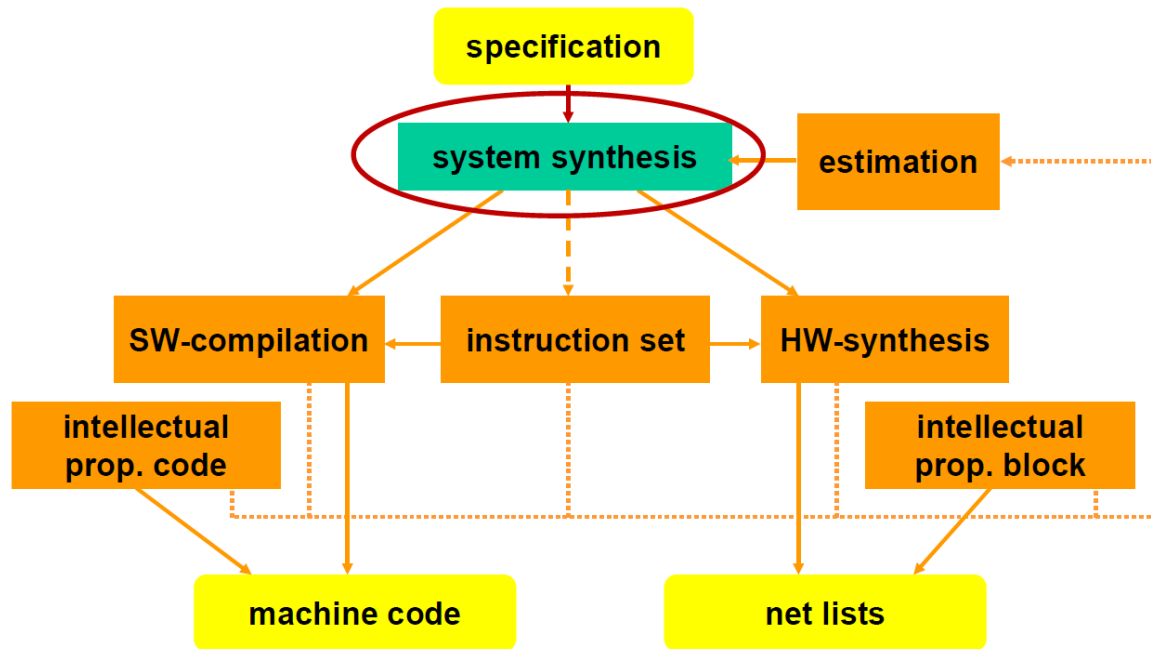 specification
system synthesis
estimation
SW-compilation
instruction set
HW-synthesis
intellectual
prop. code
intellectual
prop. block
machine code
net lists